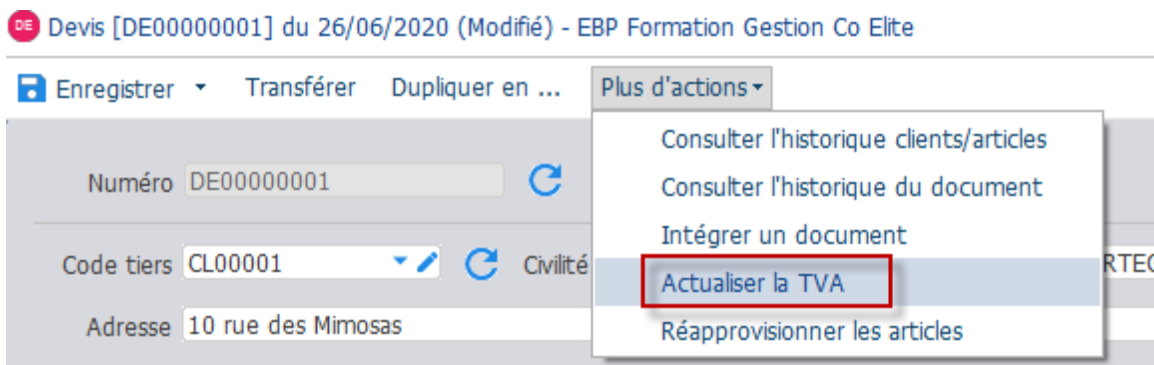 DE Devis [DE00000001] du 26/06/2020 (Modifié) - EBP Formation Gestion Co Elite
Enregistrer Transférer Dupliquer en ... Plus d'actions
Consulter l'historique clients/articles
Numéro DE00000001 Consulter l'historique du document
Intégrer un document
Code tiers CL00001 Civilité Actualiser la TVA
Adresse 10 rue des Mimosas Réapprovisionner les articles